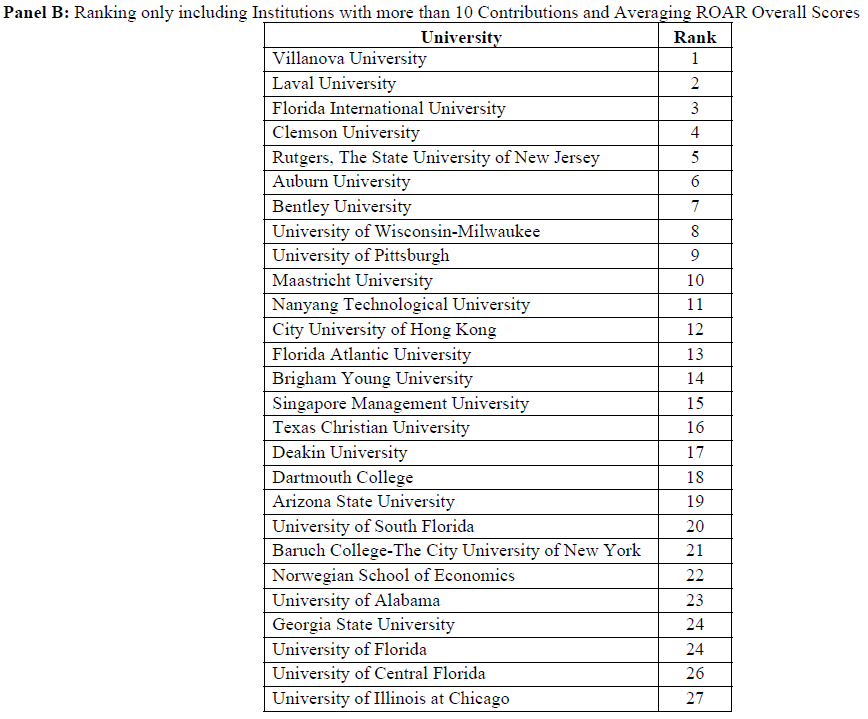 Panel B: Ranking only including Institutions with more than 10 Contributions and Averaging ROAR Overall Scores
University Rank
Villanova University 1
Laval University 2
Florida International University 3
Clemson University 4
Rutgers, The State University of New Jersey 5
Auburn University 6
Bentley University 7
University of Wisconsin-Milwaukee 8
University of Pittsburgh 9
Maastricht University 10
Nanyang Technological University 11
City University of Hong Kong 12
Florida Atlantic University 13
Brigham Young University 14
Singapore Management University 15
Texas Christian University 16
Deakin University 17
Dartmouth College 18
Arizona State University 19
University of South Florida 20
Baruch College-The City University of New York 21
Norwegian School of Economics 22
University of Alabama 23
Georgia State University 24
University of Florida 24
University of Central Florida 26
University of Illinois at Chicago 27